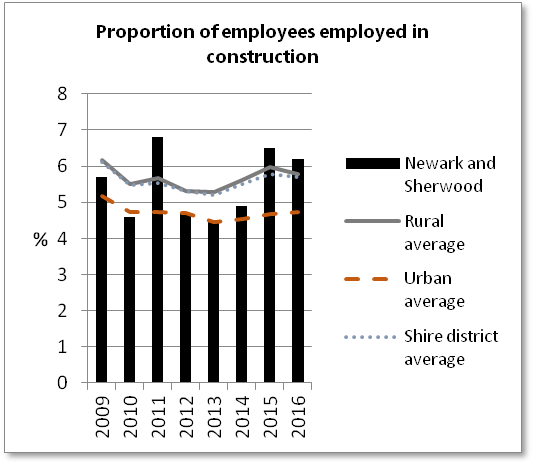 Proportion of employees employed in
construction
8
7
6
5
4
3
2
1
0
%
2009
2010
2011
2012
2013
2014
2015
2016
Newark and
Sherwood
Rural
average
Urban
average
Shire district
average